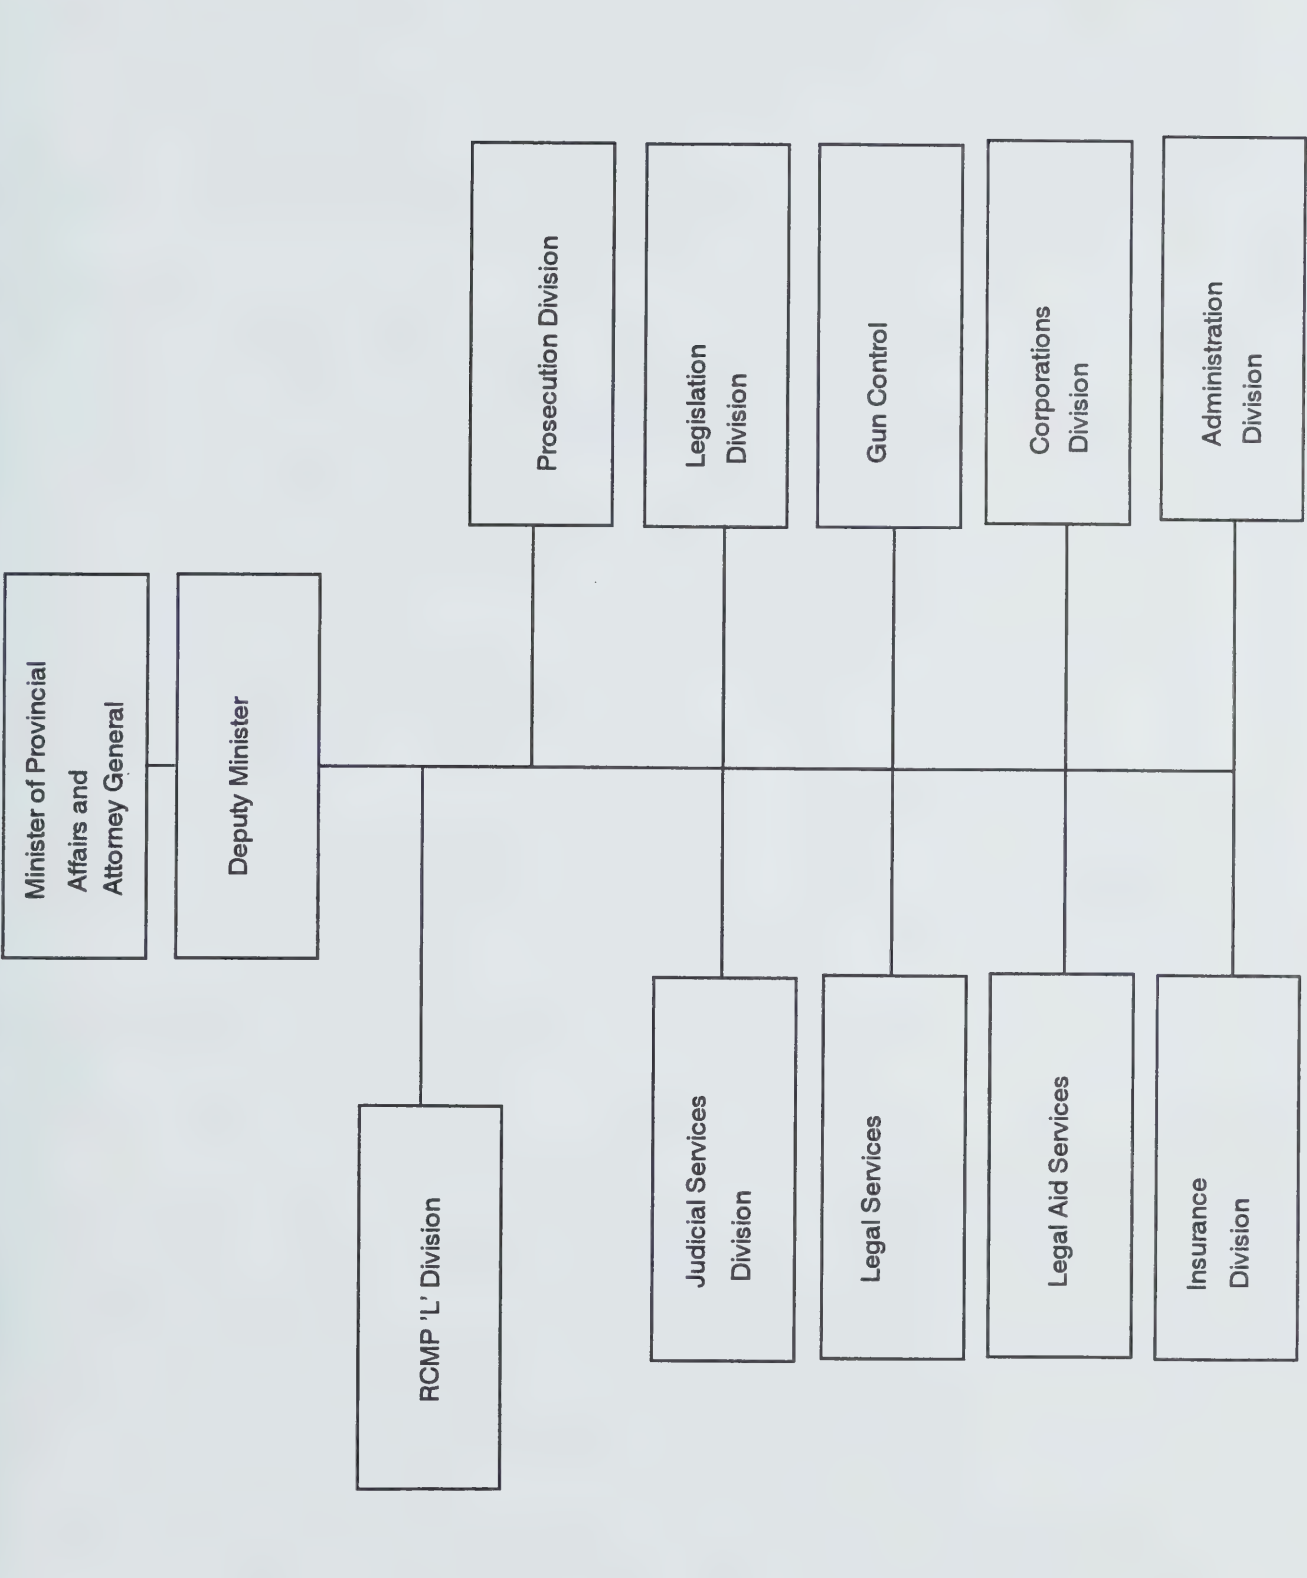 Minister of Provincial
Affairs and
Attorney General
Deputy Minister
RCMP 'L' Division
Prosecution Division
Judicial Services
Division
Legislation
Division
Legal Services
Gun Control
Legal Aid Services
Corporations
Division
Insurance
Division
Administration
Division